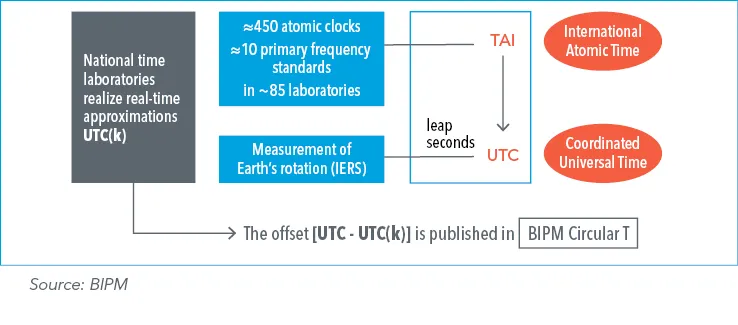 National time
laboratories
realize real-time
approximations
UTC(k)
≈450 atomic clocks
≈10 primary frequency
standards
in ~85 laboratories
TAI
International
Atomic Time
Measurement of
Earth's rotation (IERS)
leap
seconds
UTC
Coordinated
Universal Time
The offset [UTC - UTC(k)] is published in BIPM Circular T
Source: BIPM